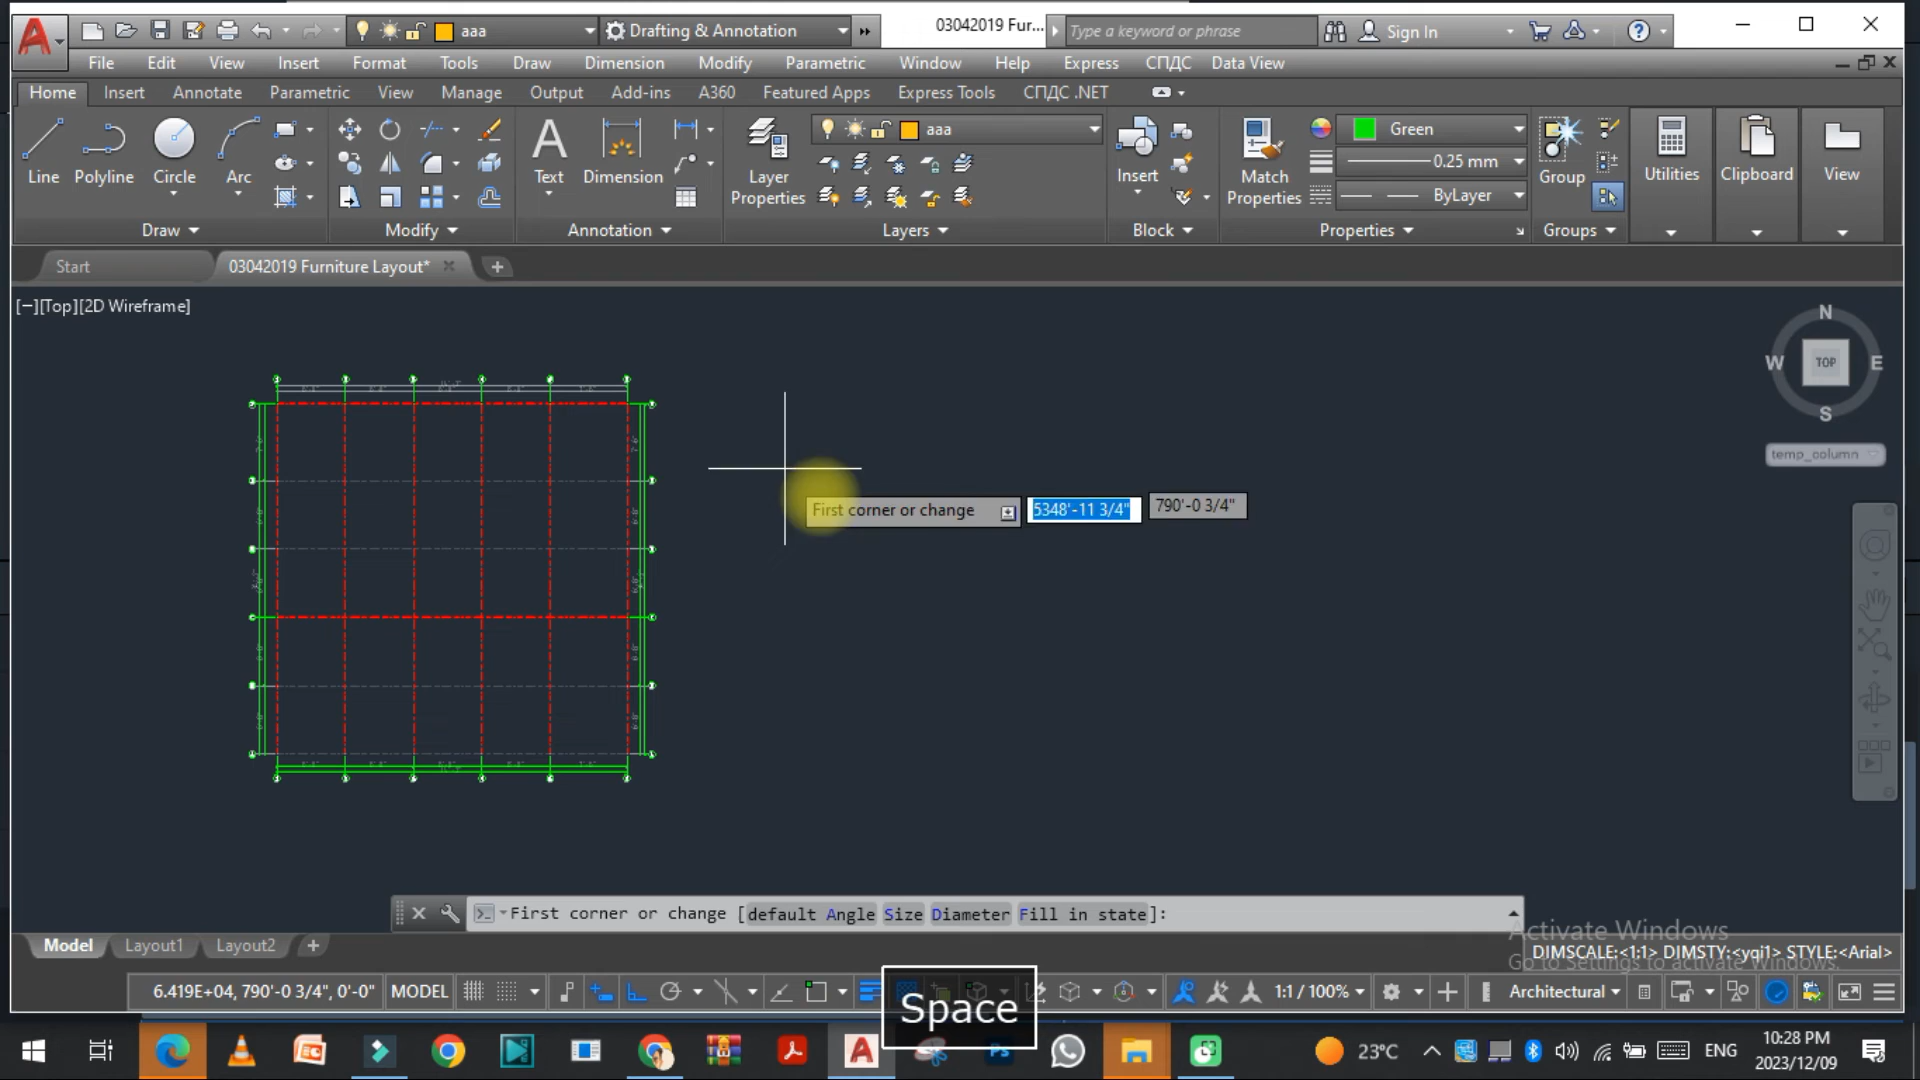 aaa
Drafting & Annotation
03042019 Fur...
Type a keyword or phrase
Sign In
File Edit View Insert Format Tools Draw Dimension Modify Parametric Window Help Express СПДС Data View
Home Insert Annotate Parametric View Manage Output Add-ins A360 Featured Apps Express Tools СПДС .NET
aaa
Green
0.25 mm
ByLayer
Line Polyline Circle Arc Text Dimension Layer Properties Insert Match Properties Group Utilities Clipboard View
Draw Modify Annotation Layers Block Properties Groups
Start 03042019 Furniture Layout*
[−][Top][2D Wireframe]
N
W TOP E
S
temp_column
First corner or change 5348'-11 3/4" 790'-0 3/4"
First corner or change [default Angle Size Diameter Fill in state]:
Activate Windows
Go to Settings to activate Windows.
Model Layout1 Layout2
DIMSCALE:<1:1> DIMSTY:<yqi1> STYLE:<Arial>
6.419E+04, 790'-0 3/4", 0'-0" MODEL
1:1 / 100% Architectural
Space
23°C
ENG
10:28 PM
2023/12/09